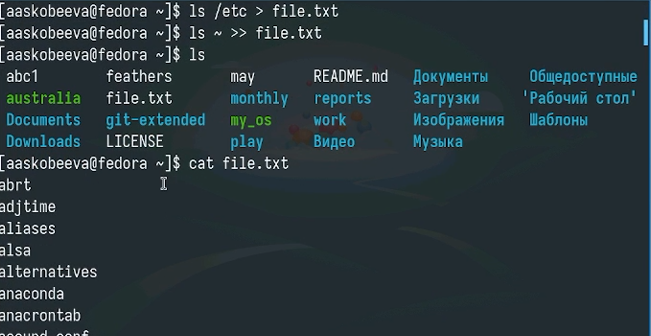 [aaskobeeva@fedora ~]$ ls /etc > file.txt
[aaskobeeva@fedora ~]$ ls ~ >> file.txt
[aaskobeeva@fedora ~]$ ls
abc1 feathers may README.md Документы Общедоступные
australia file.txt monthly reports Загрузки 'Рабочий стол'
Documents git-extended my_os work Изображения Шаблоны
Downloads LICENSE play Видео Музыка
[aaskobeeva@fedora ~]$ cat file.txt
abrt
adjtime
aliases
alsa
alternatives
anaconda
anacrontab